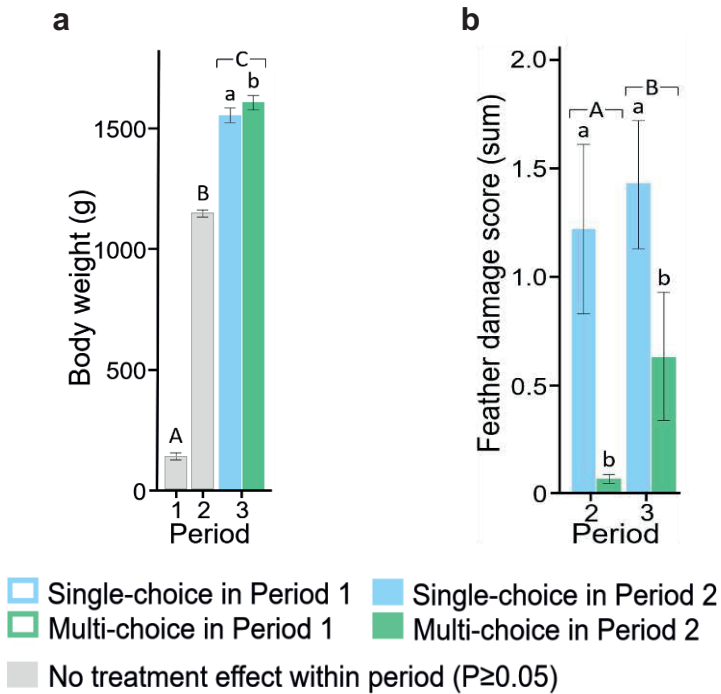 a
C
a b
B
A
Body weight (g)
1500
1000
500
0
1 2 3
Period
b
B
A a
a
b
b
Feather damage score (sum)
2.0
1.5
1.0
0.5
0
2 3
Period
Single-choice in Period 1
Multi-choice in Period 1
Single-choice in Period 2
Multi-choice in Period 2
No treatment effect within period (P≥0.05)